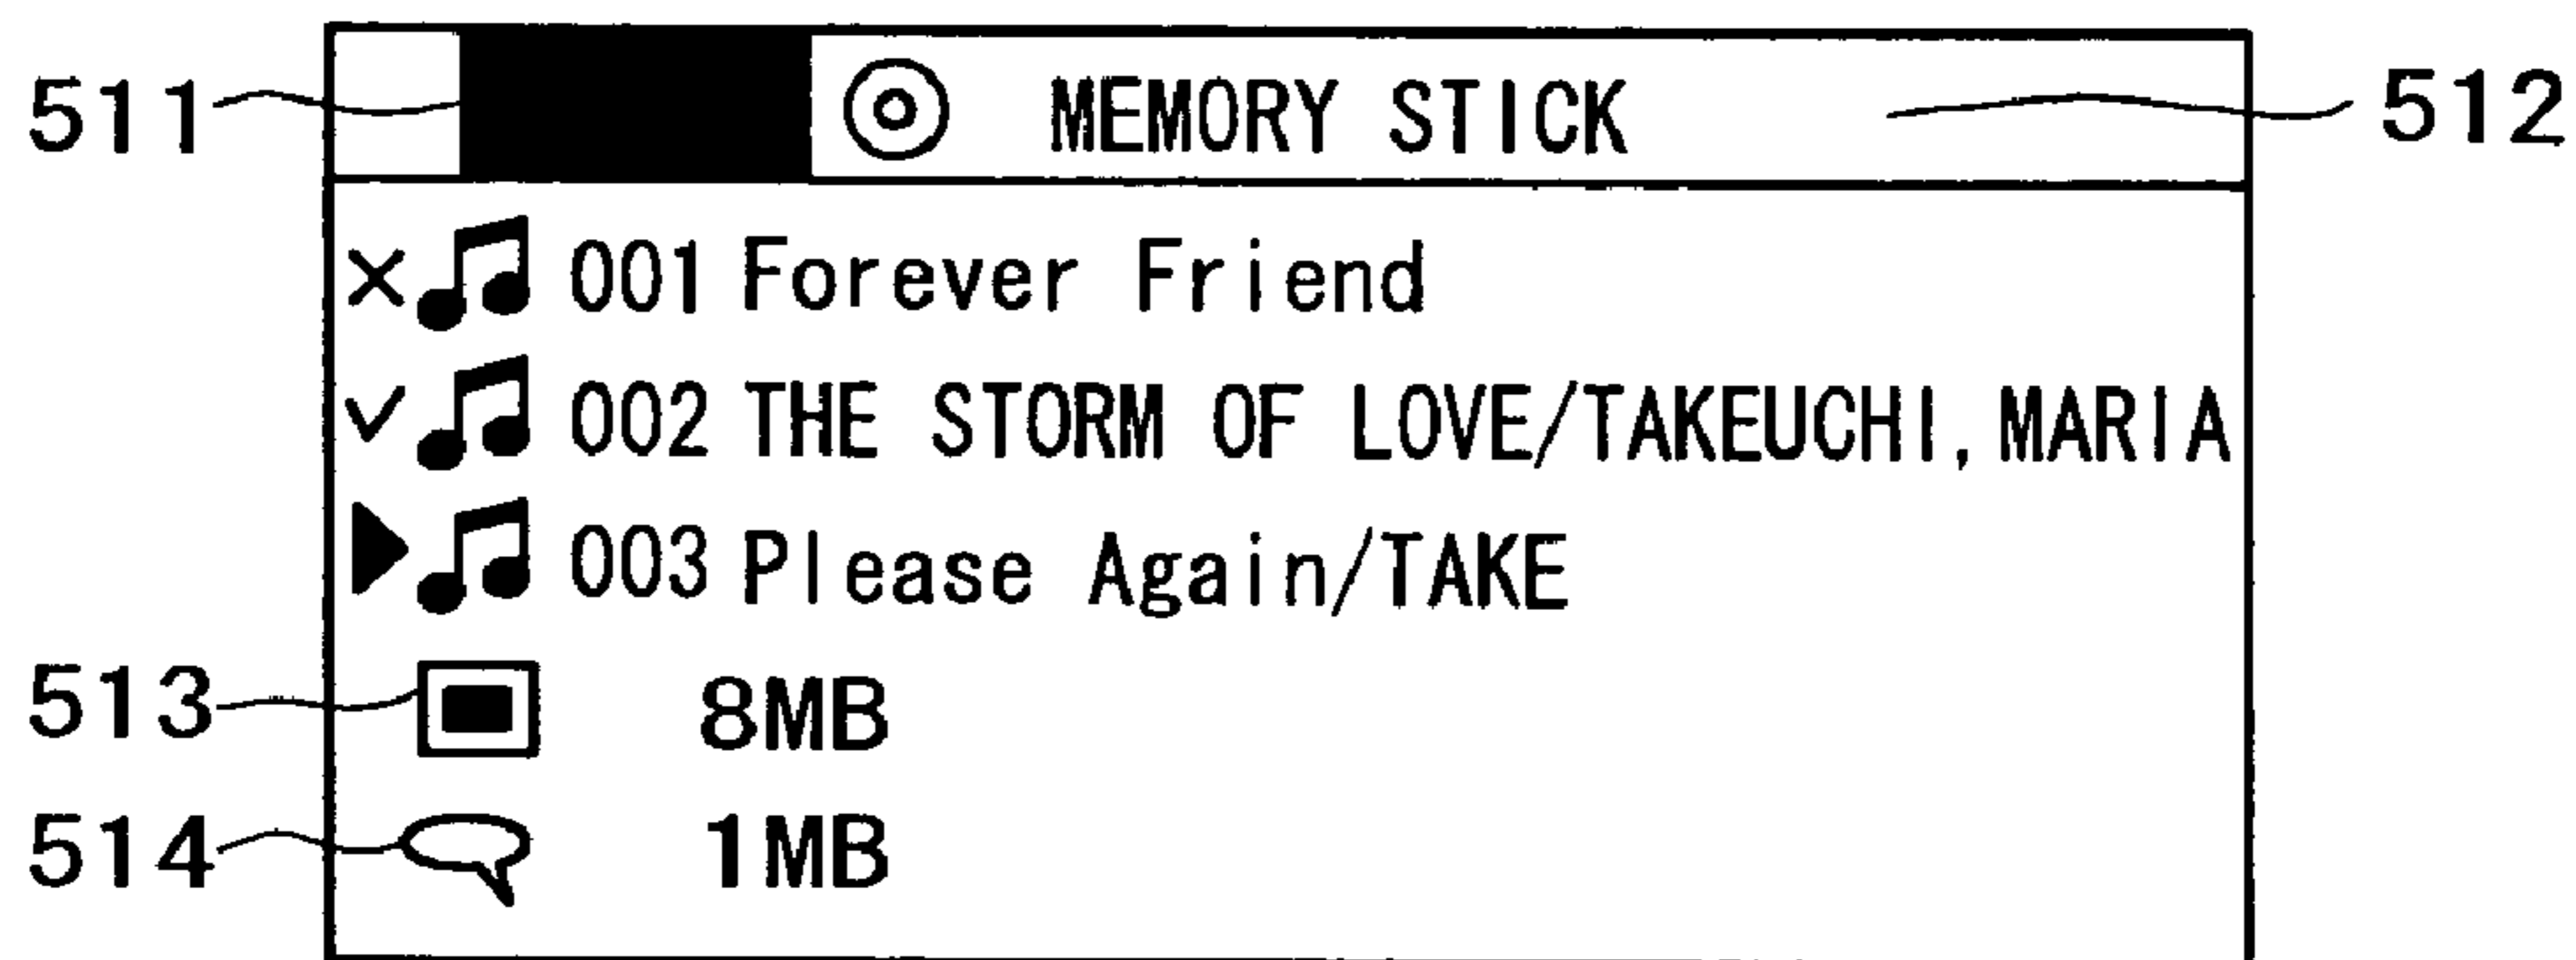 511 MEMORY STICK 512
001 Forever Friend
002 THE STORM OF LOVE/TAKEUCHI, MARIA
003 Please Again/TAKE
513 8MB
514 1MB